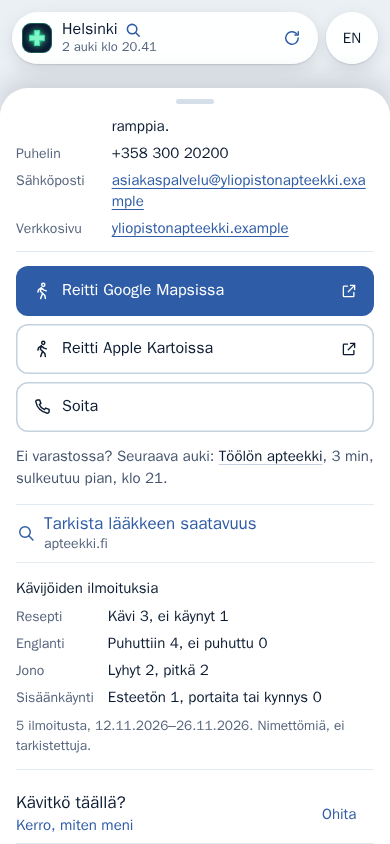 Helsinki
2 auki klo 20.41
EN
ramppia.
Puhelin +358 300 20200
Sähköposti asiakaspalvelu@yliopistonapteekki.exa
mple
Verkkosivu yliopistonapteekki.example
Reitti Google Mapsissa
Reitti Apple Kartoissa
Soita
Ei varastossa? Seuraava auki: Töölön apteekki, 3 min,
sulkeutuu pian, klo 21.
Tarkista lääkkeen saatavuus
apteekki.fi
Kävijöiden ilmoituksia
Resepti Kävi 3, ei käynyt 1
Englanti Puhuttiin 4, ei puhuttu 0
Jono Lyhyt 2, pitkä 2
Sisäänkäynti Esteetön 1, portaita tai kynnys 0
5 ilmoitusta, 12.11.2026–26.11.2026. Nimettömiä, ei
tarkistettuja.
Kävitkö täällä?
Kerro, miten meni
Ohita